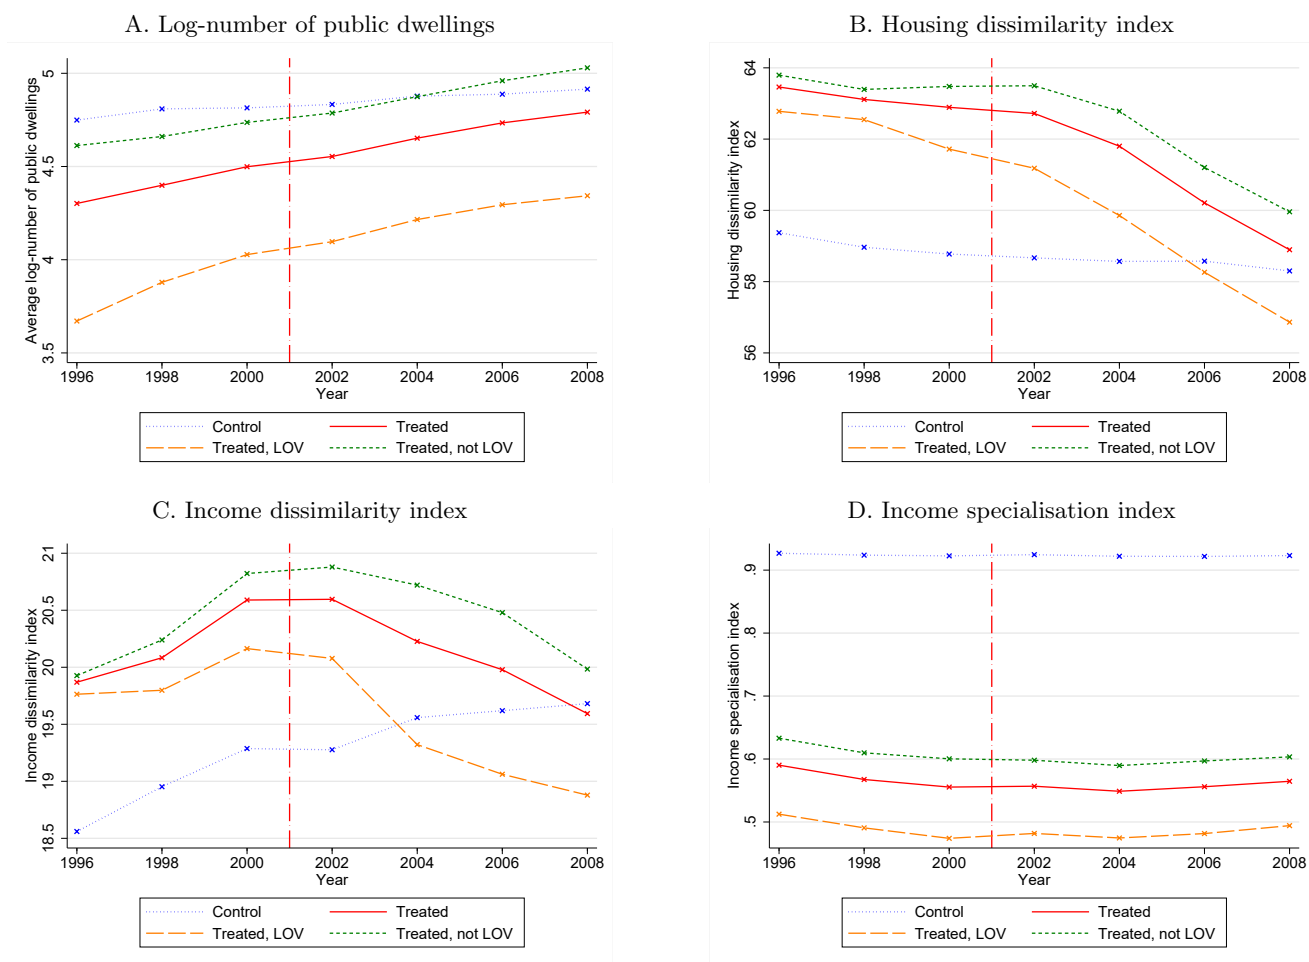 A. Log-number of public dwellings
Average log-number of public dwellings
5
4.5
4
3.5
1996 1998 2000 2002 2004 2006 2008
Year
Control Treated
Treated, LOV Treated, not LOV
B. Housing dissimilarity index
Housing dissimilarity index
64
62
60
58
56
1996 1998 2000 2002 2004 2006 2008
Year
Control Treated
Treated, LOV Treated, not LOV
C. Income dissimilarity index
Income dissimilarity index
21
20.5
20
19.5
19
18.5
1996 1998 2000 2002 2004 2006 2008
Year
Control Treated
Treated, LOV Treated, not LOV
D. Income specialisation index
Income specialisation index
.9
.8
.7
.6
.5
1996 1998 2000 2002 2004 2006 2008
Year
Control Treated
Treated, LOV Treated, not LOV